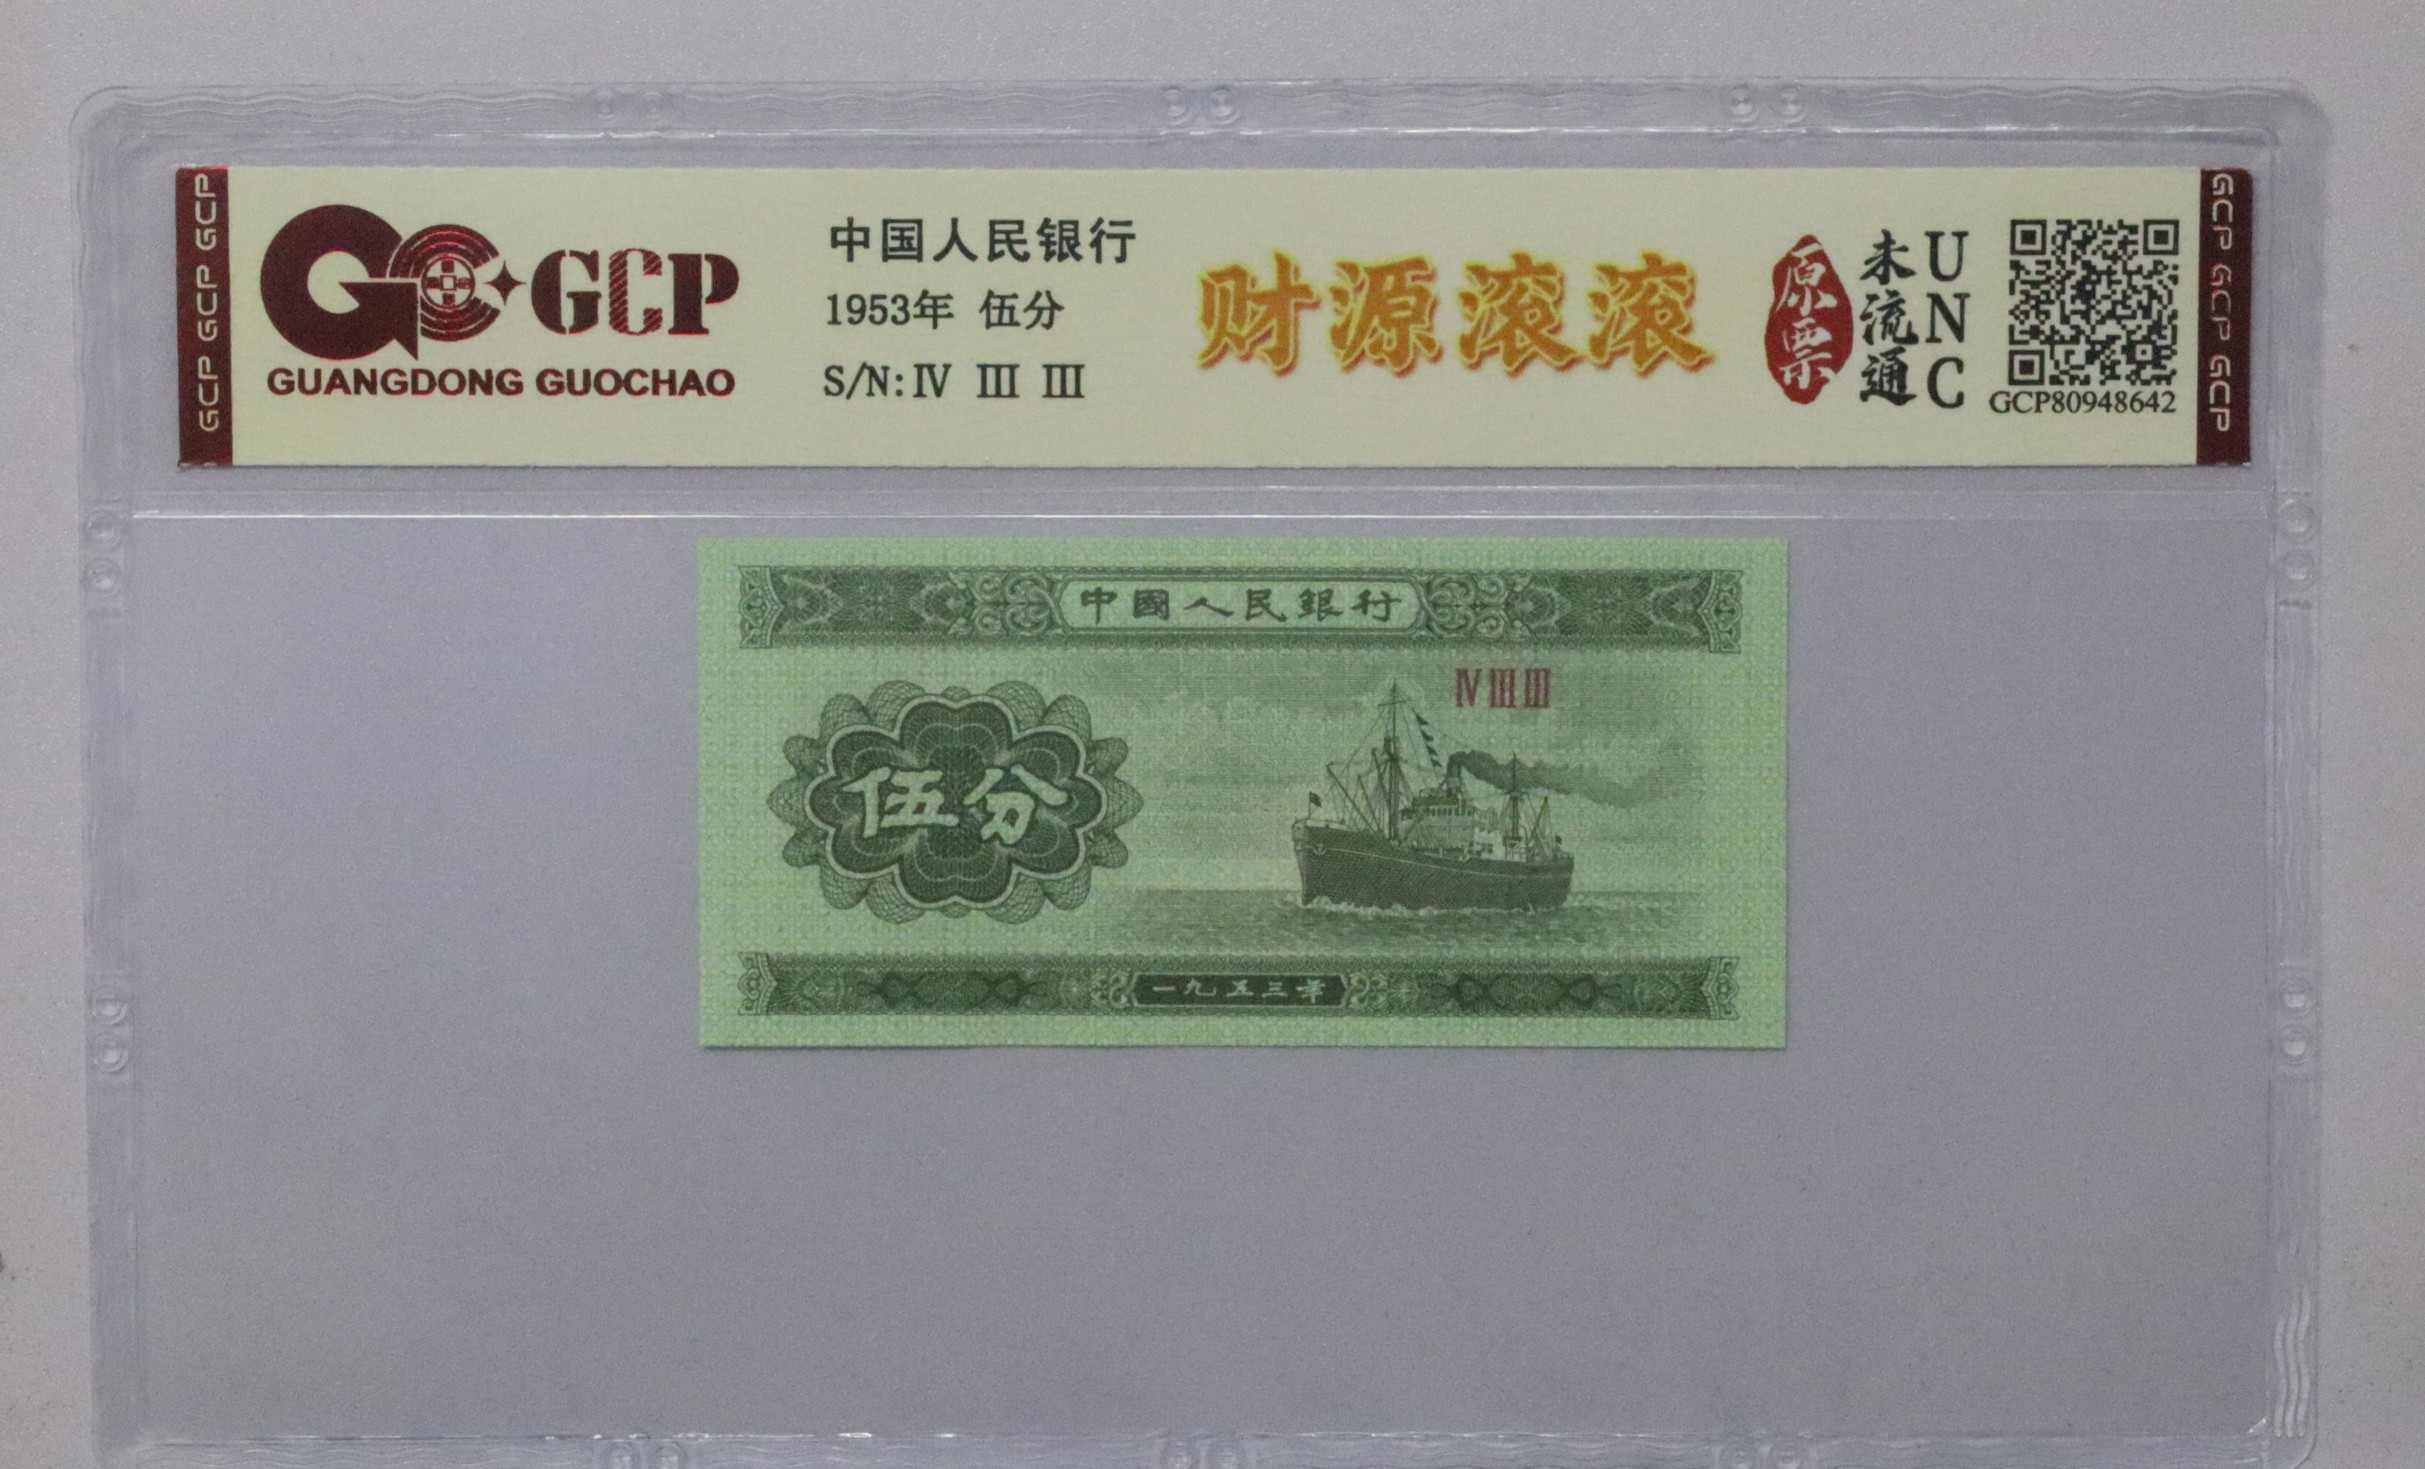 GCP GCP GCP
GCP
GUANGDONG GUOCHAO
中国人民银行
1953年 伍分
S/N: Ⅳ Ⅲ Ⅲ
财源滚滚
原票
未流通
UNC
GCP80948642
GCP GCP GCP
中國人民銀行
Ⅳ Ⅲ Ⅲ
伍分
一九五三年